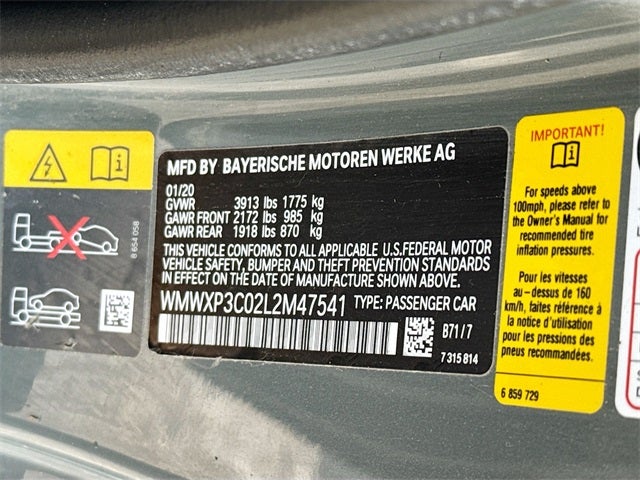 8 654 058
MFD BY BAYERISCHE MOTOREN WERKE AG
01/20
GVWR 3913 lbs 1775 kg
GAWR FRONT 2172 lbs 985 kg
GAWR REAR 1918 lbs 870 kg
THIS VEHICLE CONFORMS TO ALL APPLICABLE U.S.FEDERAL MOTOR
VEHICLE SAFETY, BUMPER AND THEFT PREVENTION STANDARDS
IN EFFECT ON THE DATE OF MANUFACTURE SHOWN ABOVE.
WMWXP3C02L2M47541 TYPE: PASSENGER CAR
B71/7
7 315 814
IMPORTANT!
For speeds above
100mph, please refer to
the Owner's Manual for
recommended tire
inflation pressures.
Pour les vitesses
au-dessus de 160
km/h, faites référence à
la notice d'utilisation
pour les pressions des
pneus recommandées.
6 859 729